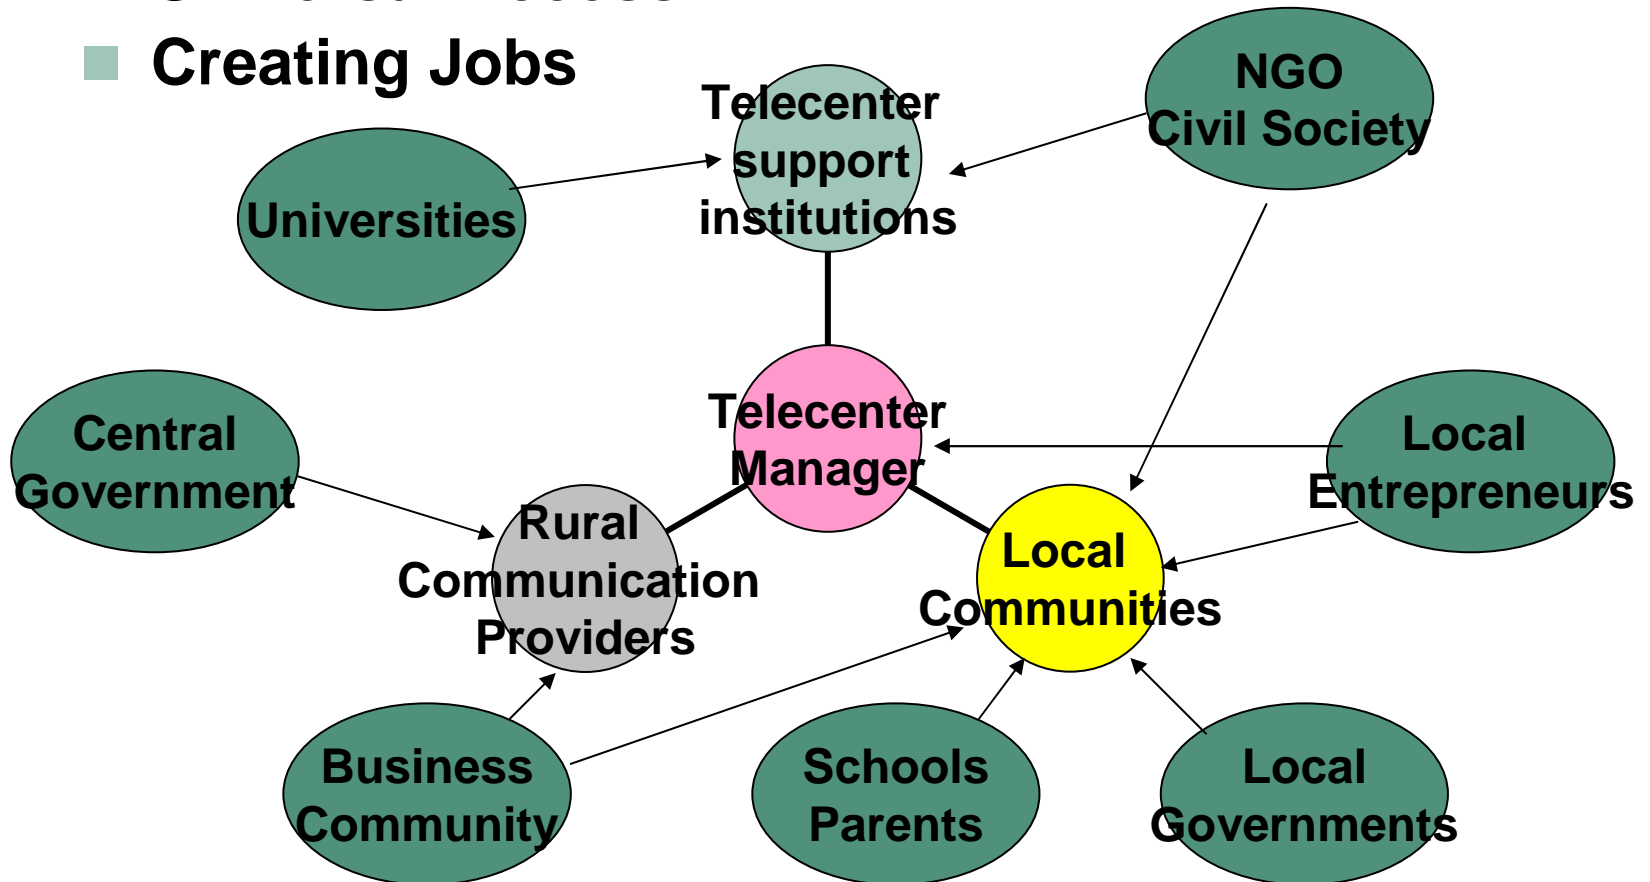 Creating Jobs
NGO
Civil Society
Telecenter
support
institutions
Universities
Telecenter
Manager
Central
Government
Local
Entrepreneurs
Rural
Communication
Providers
Local
Communities
Business
Community
Schools
Parents
Local
Governments